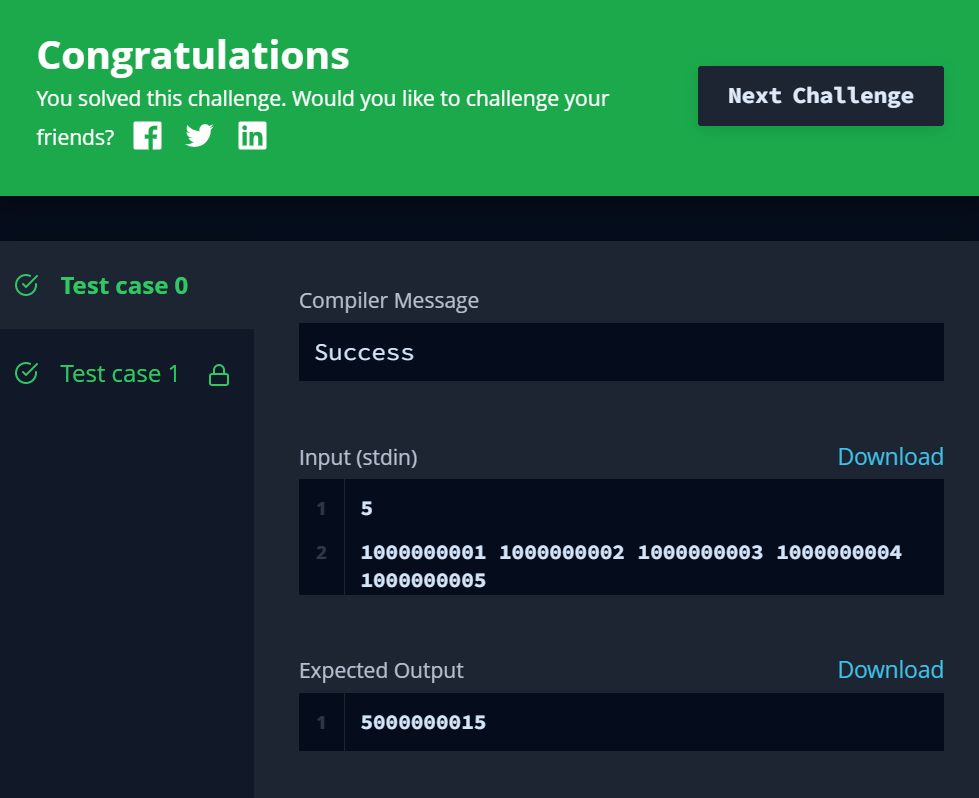 Congratulations
You solved this challenge. Would you like to challenge your
friends?
Next Challenge
Test case 0
Test case 1
Compiler Message
Success
Input (stdin)
Download
1
5
2
1000000001 1000000002 1000000003 1000000004
1000000005
Expected Output
Download
1
5000000015